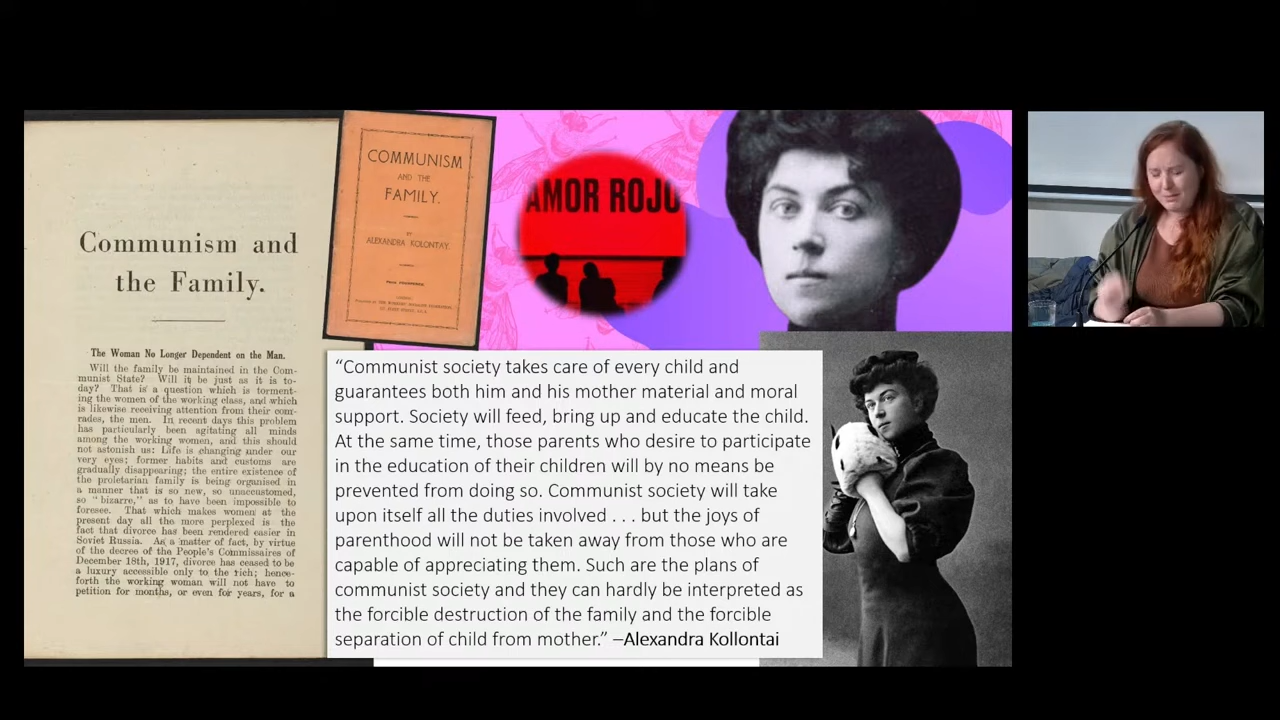 Communism and
the Family.
The Woman No Longer Dependent on the Man.
Will the family be maintained in the Com-
munist State? Will it be just as it is to-
day? That is a question which is torment-
ing the women of the working class, and which
is likewise receiving attention from their com-
rades, the men. In recent days this problem
has particularly been agitating all minds
among the working women, and this should
not astonish us: Life is changing under our
very eyes; former habits and customs are
gradually disappearing; the entire existence of
the proletarian family is being organised in
a manner that is so new, so unaccustomed,
so "bizarre," as to have been impossible to
foresee. That which makes women at the
present day all the more perplexed is the
fact that divorce has been rendered easier in
Soviet Russia. As a matter of fact, by virtue
of the decree of the People's Commissaires of
December 18th, 1917, divorce has ceased to be
a luxury accessible only to the rich; hence-
forth the working woman will not have to
petition for months, or even for years, for a
COMMUNISM
AND THE
FAMILY.
BY
ALEXANDRA KOLONTAY.
LONDON:
AMOR ROJO
“Communist society takes care of every child and
guarantees both him and his mother material and moral
support. Society will feed, bring up and educate the child.
At the same time, those parents who desire to participate
in the education of their children will by no means be
prevented from doing so. Communist society will take
upon itself all the duties involved . . . but the joys of
parenthood will not be taken away from those who are
capable of appreciating them. Such are the plans of
communist society and they can hardly be interpreted as
the forcible destruction of the family and the forcible
separation of child from mother.” –Alexandra Kollontai